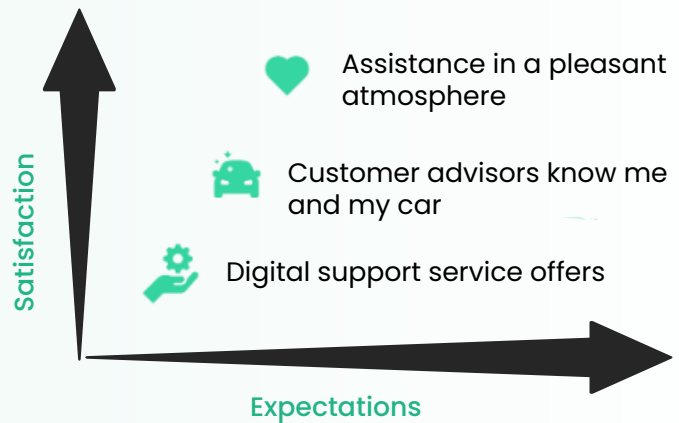 Assistance in a pleasant
atmosphere
Customer advisors know me
and my car
Digital support service offers
Satisfaction
Expectations